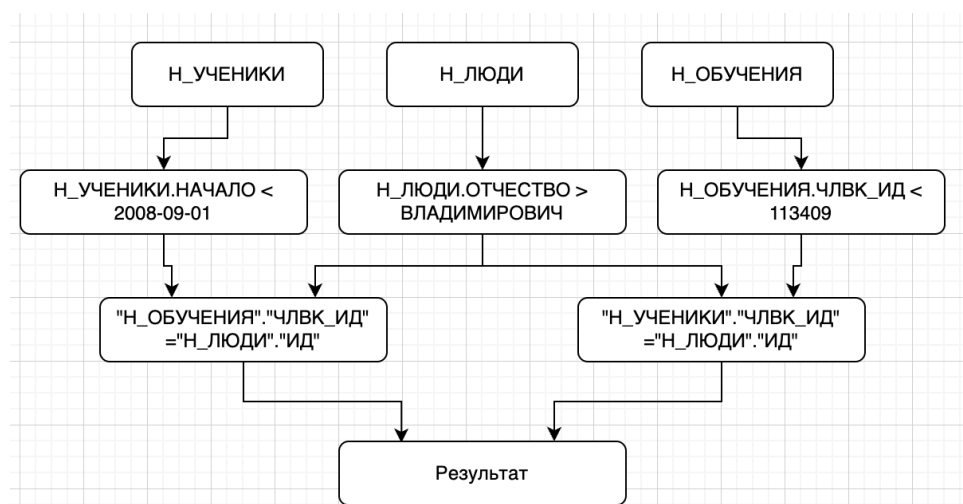 Н_УЧЕНИКИ
Н_ЛЮДИ
Н_ОБУЧЕНИЯ
Н_УЧЕНИКИ.НАЧАЛО <
2008-09-01
Н_ЛЮДИ.ОТЧЕСТВО >
ВЛАДИМИРОВИЧ
Н_ОБУЧЕНИЯ.ЧЛВК_ИД <
113409
"Н_ОБУЧЕНИЯ"."ЧЛВК_ИД"
="Н_ЛЮДИ"."ИД"
"Н_УЧЕНИКИ"."ЧЛВК_ИД"
="Н_ЛЮДИ"."ИД"
Результат